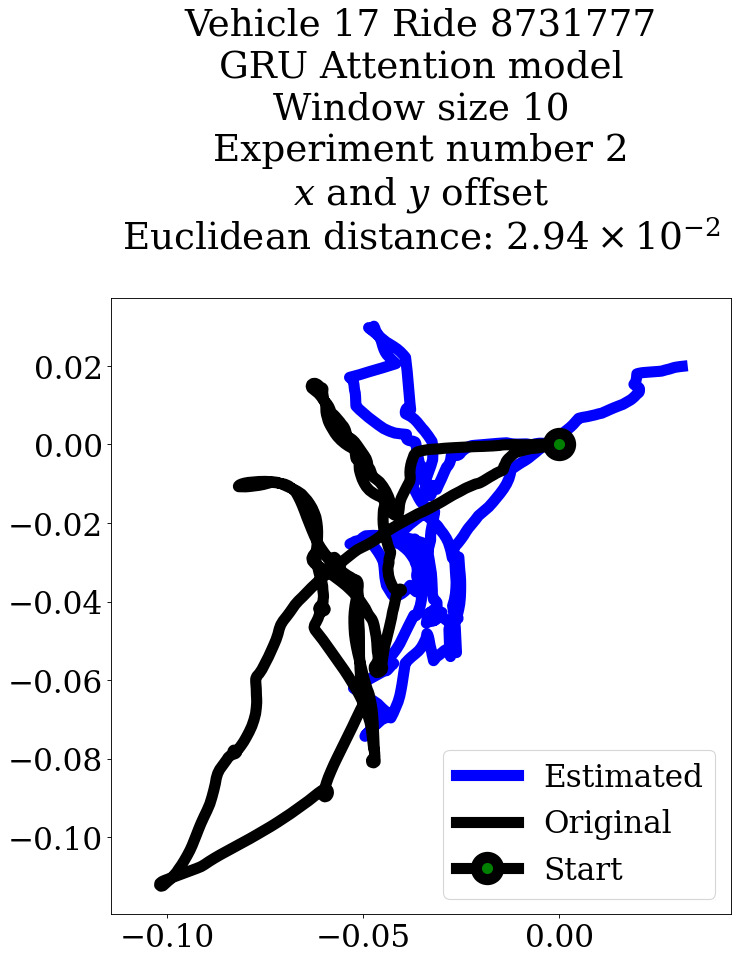 Vehicle 17 Ride 8731777
GRU Attention model
Window size 10
Experiment number 2
x and y offset
Euclidean distance: 2.94 × 10⁻²
0.02
0.00
−0.02
−0.04
−0.06
−0.08
−0.10
Estimated
Original
Start
−0.10 −0.05 0.00